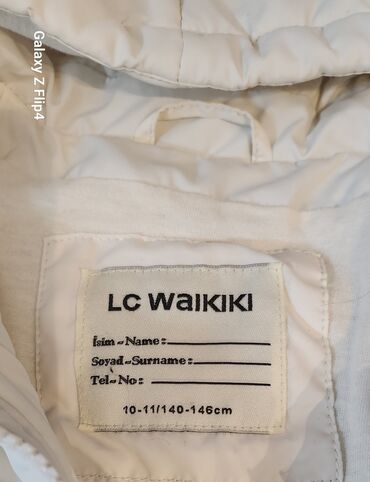 Galaxy Z Flip4
LC WAIKIKI
İsim-Name:
Soyad-Surname:
Tel-No:
10-11/140-146cm